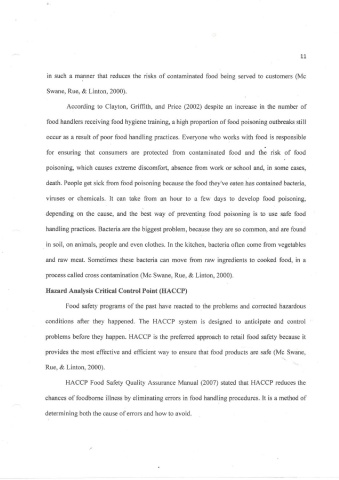 11
in such a manner that reduces the risks of contaminated food being served to customers (Mc
Swane, Rue, & Linton, 2000).
According to Clayton, Griffith, and Price (2002) despite an increase in the number of
food handlers receiving food hygiene training, a high proportion of food poisoning outbreaks still
occur as a result of poor food handling practices. Everyone who works with food is responsible
for ensuring that consumers are protected from contaminated food and the risk of food
poisoning, which causes extreme discomfort, absence from work or school and, in some cases,
death. People get sick from food poisoning because the food they've eaten has contained bacteria,
viruses or chemicals. It can take from an hour to a few days to develop food poisoning,
depending on the cause, and the best way of preventing food poisoning is to use safe food
handling practices. Bacteria are the biggest problem, because they are so common, and are found
in soil, on animals, people and even clothes. In the kitchen, bacteria often come from vegetables
and raw meat. Sometimes these bacteria can move from raw ingredients to cooked food, in a
process called cross contamination (Mc Swane, Rue, & Linton, 2000).
Hazard Analysis Critical Control Point (HACCP)
Food safety programs of the past have reacted to the problems and corrected hazardous
conditions after they happened. The HACCP system is designed to anticipate and control
problems before they happen. HACCP is the preferred approach to retail food safety because it
provides the most effective and efficient way to ensure that food products are safe (Mc Swane,
Rue, & Linton, 2000).
HACCP Food Safety Quality Assurance Manual (2007) stated that HACCP reduces the
chances of foodborne illness by eliminating errors in food handling procedures. It is a method of
determining both the cause of errors and how to avoid.